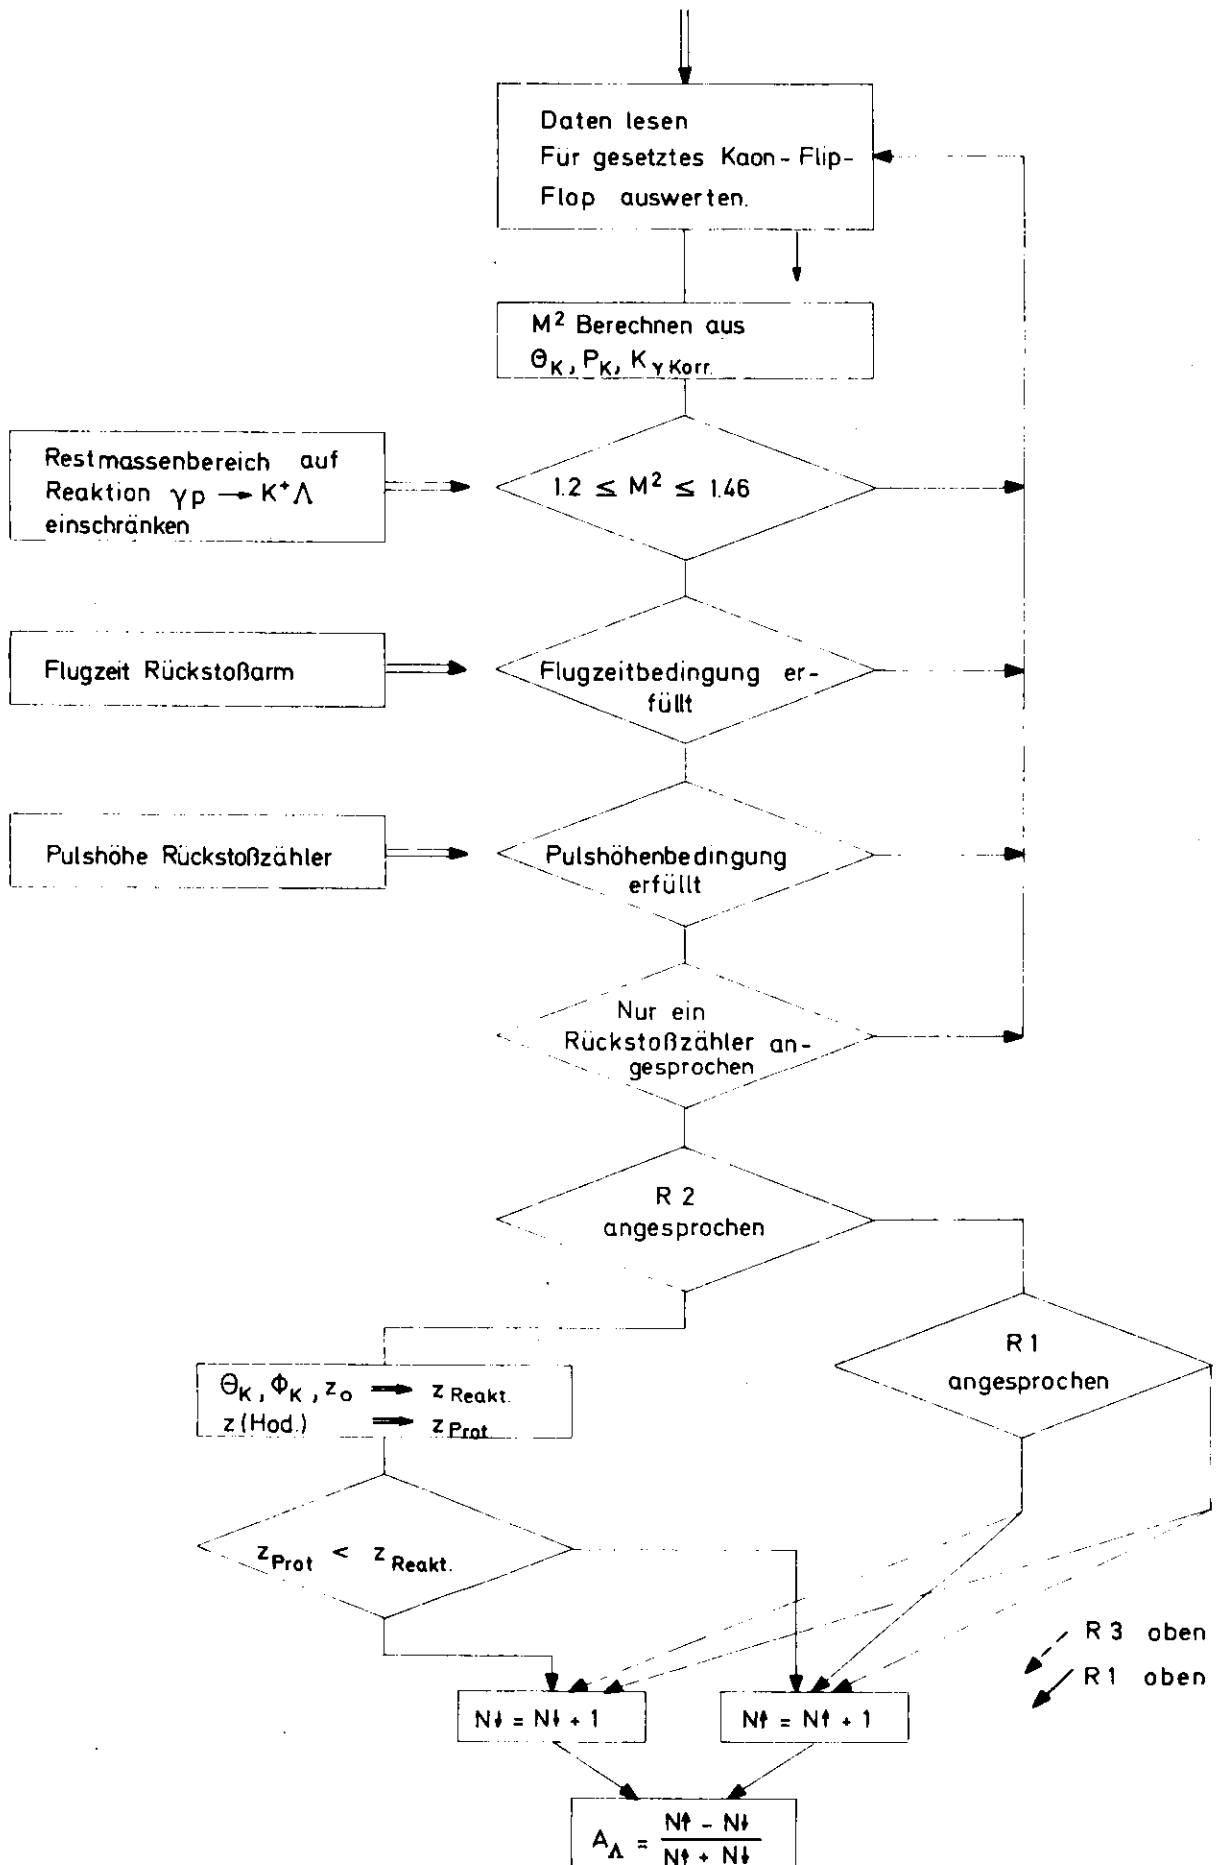 Daten lesen
Für gesetztes Kaon-Flip-
Flop auswerten.
M² Berechnen aus
Θ_K, P_K, K_γ Korr.
Restmassenbereich auf
Reaktion γp → K⁺Λ
einschränken
1.2 ≤ M² ≤ 1.46
Flugzeit Rückstoßarm
Flugzeitbedingung er-
füllt
Pulshöhe Rückstoßzähler
Pulshöhenbedingung
erfüllt
Nur ein
Rückstoßzähler an-
gesprochen
R 2
angesprochen
R 1
angesprochen
Θ_K, Φ_K, z_o ⟹ z_Reakt.
z (Hod.) ⟹ z_Prot.
z_Prot < z_Reakt.
R 3 oben
R 1 oben
N↓ = N↓ + 1
N↑ = N↑ + 1
A_Λ = (N↑ - N↓) / (N↑ + N↓)